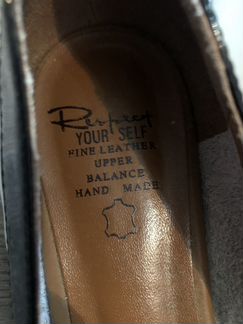 Respect
YOUR SELF
FINE LEATHER
UPPER
BALANCE
HAND MADE